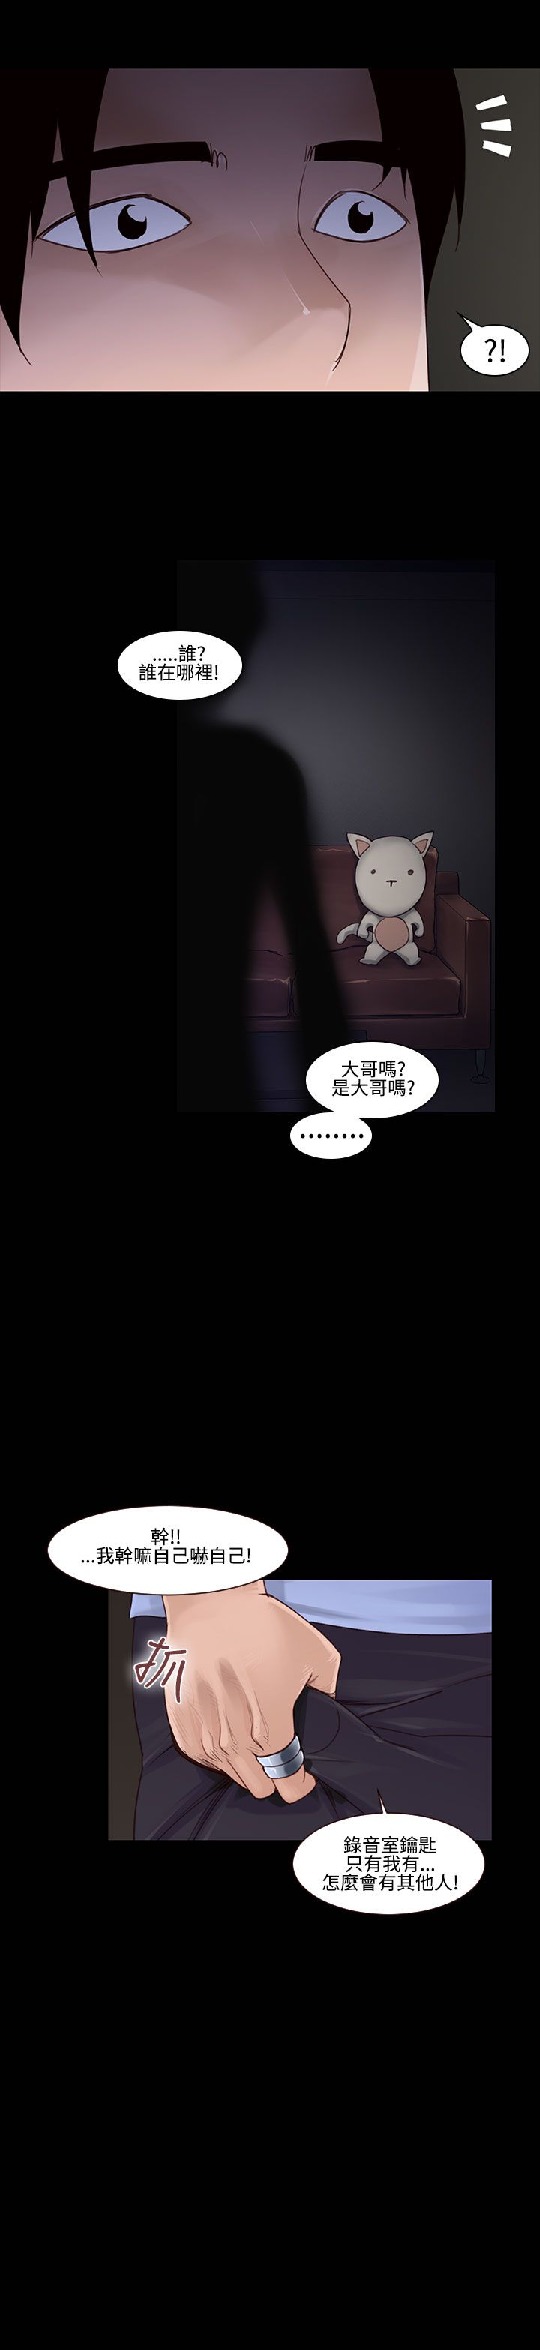 ?!
.....誰?
誰在哪裡!
大哥嗎?
是大哥嗎?
........
幹!!
...我幹嘛自己嚇自己!
抓
錄音室鑰匙
只有我有...
怎麼會有其他人!